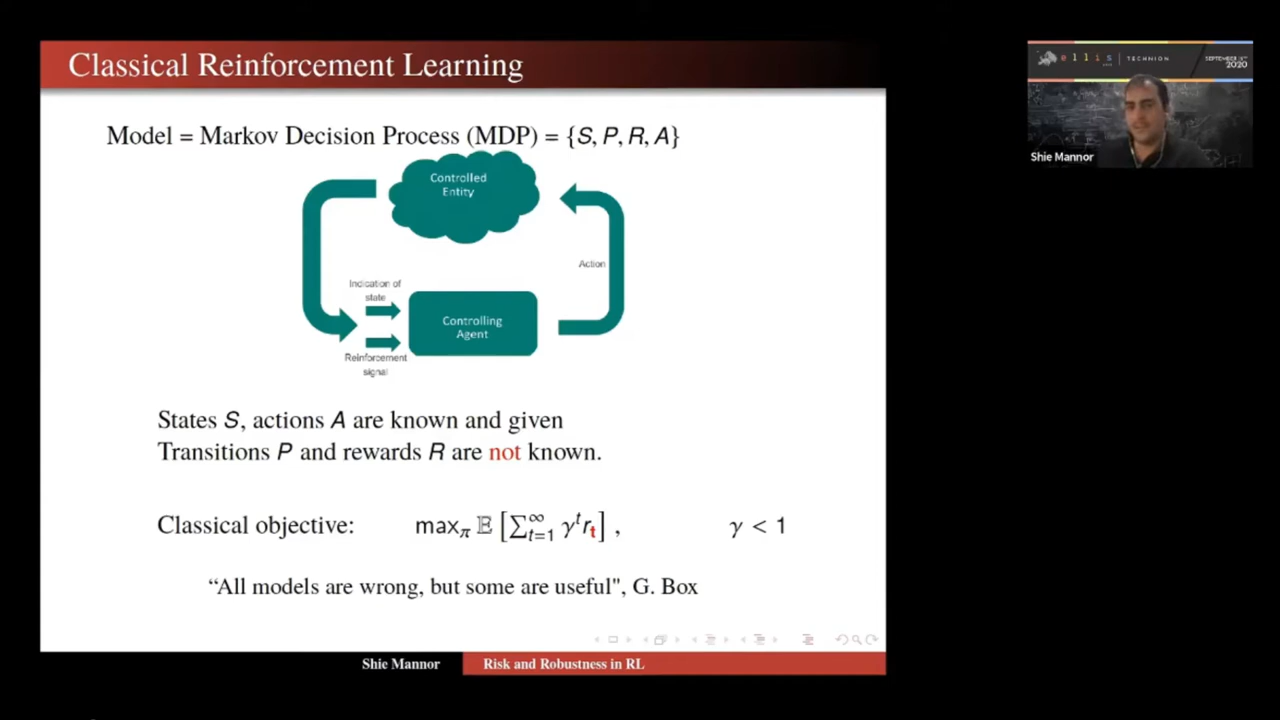 Classical Reinforcement Learning
Model = Markov Decision Process (MDP) = {S, P, R, A}
Controlled
Entity
Action
Indication of
state
Controlling
Agent
Reinforcement
signal
States S, actions A are known and given
Transitions P and rewards R are not known.
Classical objective: max_π 𝔼 [∑_{t=1}^∞ γ^t r_t] , γ < 1
“All models are wrong, but some are useful", G. Box
Shie Mannor Risk and Robustness in RL
ellis TECHNION
2020
Shie Mannor